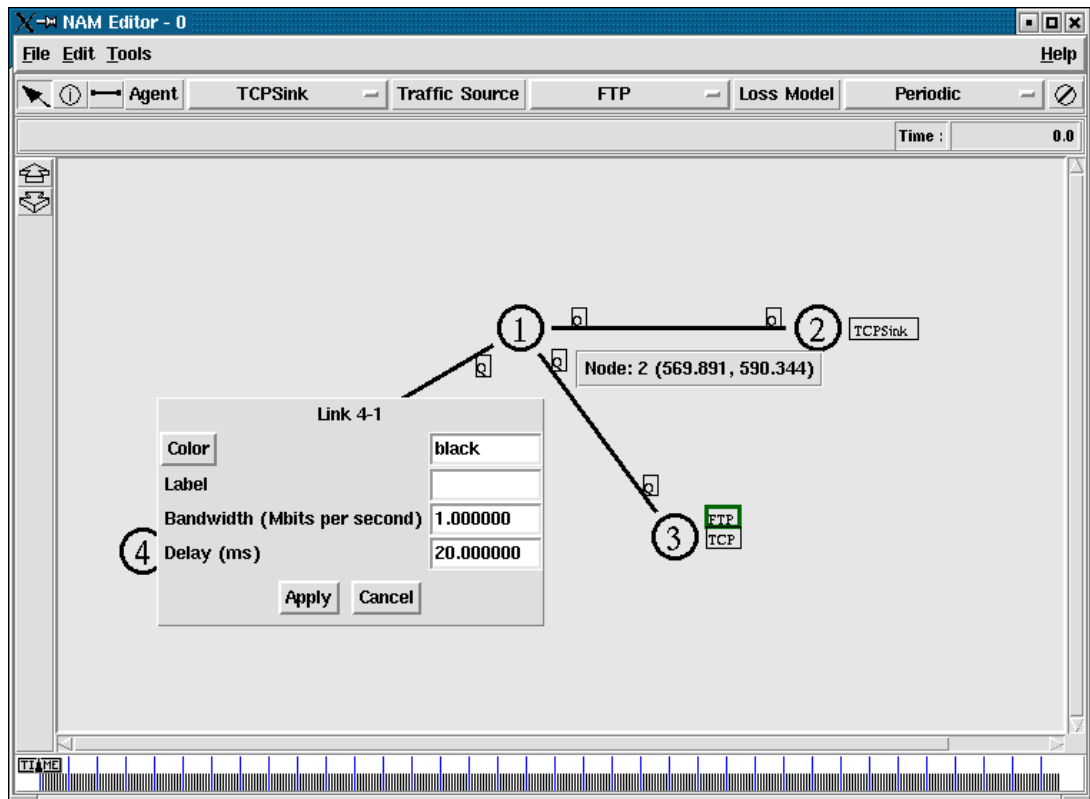 NAM Editor - 0
File Edit Tools Help
Agent TCPSink Traffic Source FTP Loss Model Periodic
Time : 0.0
1 2 TCPSink
Node: 2 (569.891, 590.344)
Link 4-1
Color black
Label
Bandwidth (Mbits per second) 1.000000
4 Delay (ms) 20.000000
Apply Cancel
3 FTP
TCP
Q
Q
Q
Q
Q
TIME